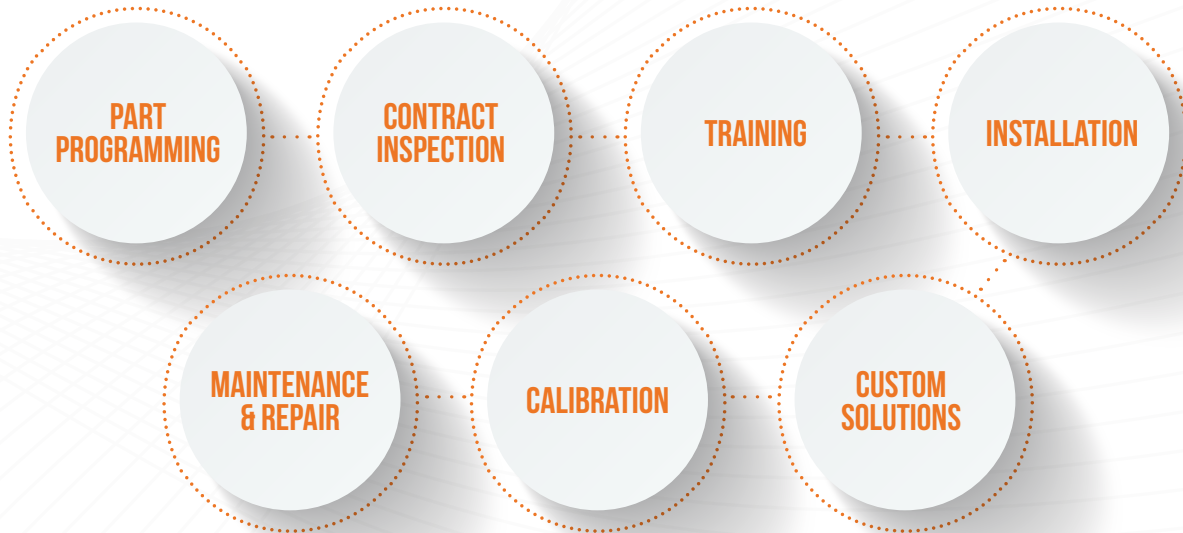 PART
PROGRAMMING
CONTRACT
INSPECTION
TRAINING
INSTALLATION
MAINTENANCE
& REPAIR
CALIBRATION
CUSTOM
SOLUTIONS